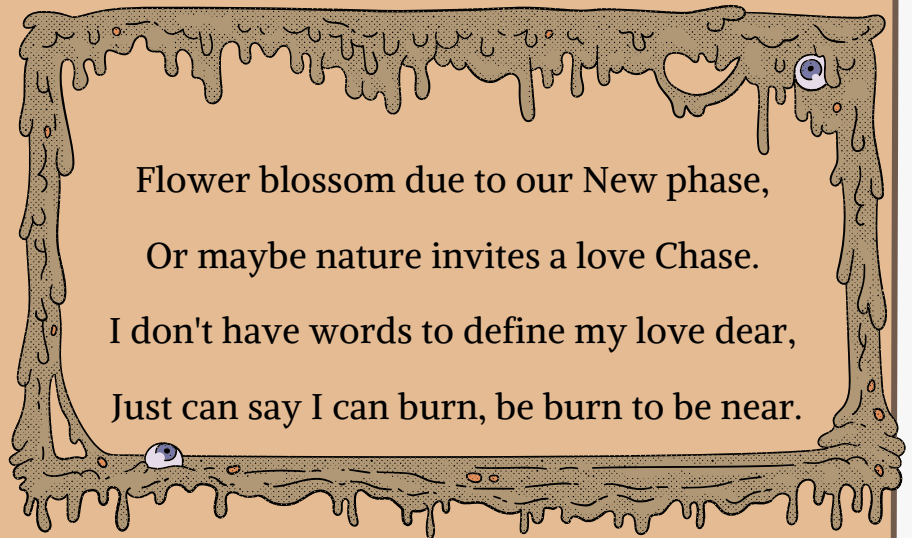 Flower blossom due to our New phase,
Or maybe nature invites a love Chase.
I don't have words to define my love dear,
Just can say I can burn, be burn to be near.